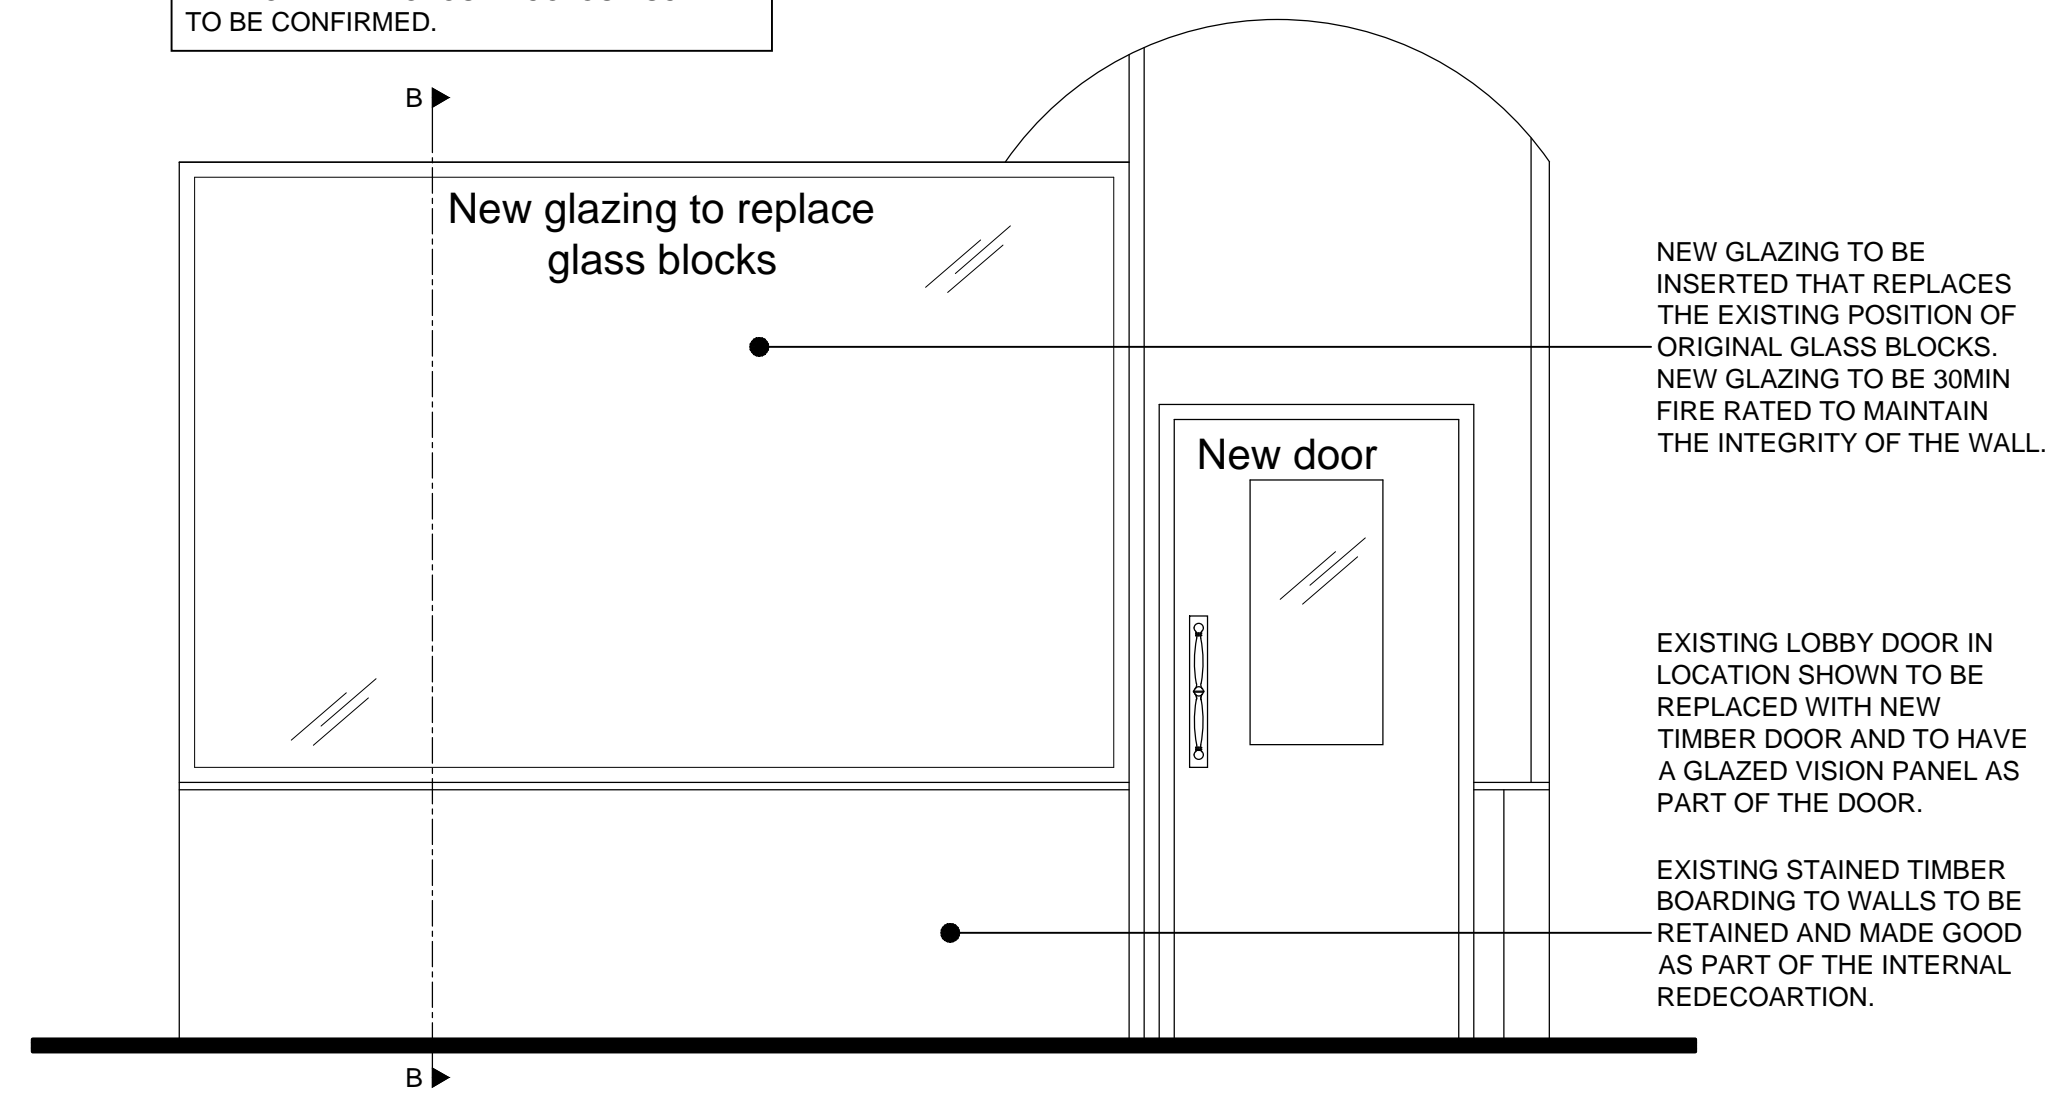 TO BE CONFIRMED.
B
New glazing to replace
glass blocks
NEW GLAZING TO BE
INSERTED THAT REPLACES
THE EXISTING POSITION OF
ORIGINAL GLASS BLOCKS.
NEW GLAZING TO BE 30MIN
FIRE RATED TO MAINTAIN
THE INTEGRITY OF THE WALL.
New door
EXISTING LOBBY DOOR IN
LOCATION SHOWN TO BE
REPLACED WITH NEW
TIMBER DOOR AND TO HAVE
A GLAZED VISION PANEL AS
PART OF THE DOOR.
EXISTING STAINED TIMBER
BOARDING TO WALLS TO BE
RETAINED AND MADE GOOD
AS PART OF THE INTERNAL
REDECOARTION.
B